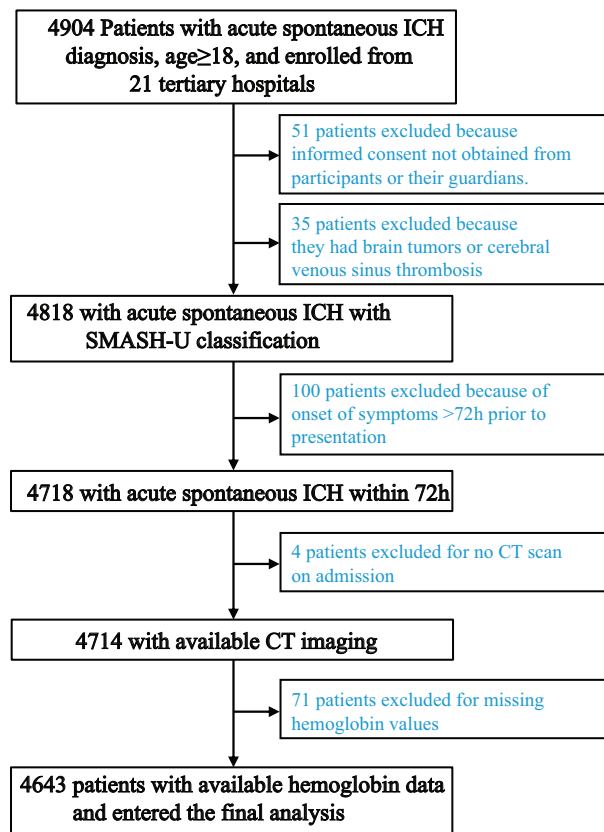 4904 Patients with acute spontaneous ICH
diagnosis, age≥18, and enrolled from
21 tertiary hospitals
51 patients excluded because
informed consent not obtained from
participants or their guardians.
35 patients excluded because
they had brain tumors or cerebral
venous sinus thrombosis
4818 with acute spontaneous ICH with
SMASH-U classification
100 patients excluded because of
onset of symptoms >72h prior to
presentation
4718 with acute spontaneous ICH within 72h
4 patients excluded for no CT scan
on admission
4714 with available CT imaging
71 patients excluded for missing
hemoglobin values
4643 patients with available hemoglobin data
and entered the final analysis